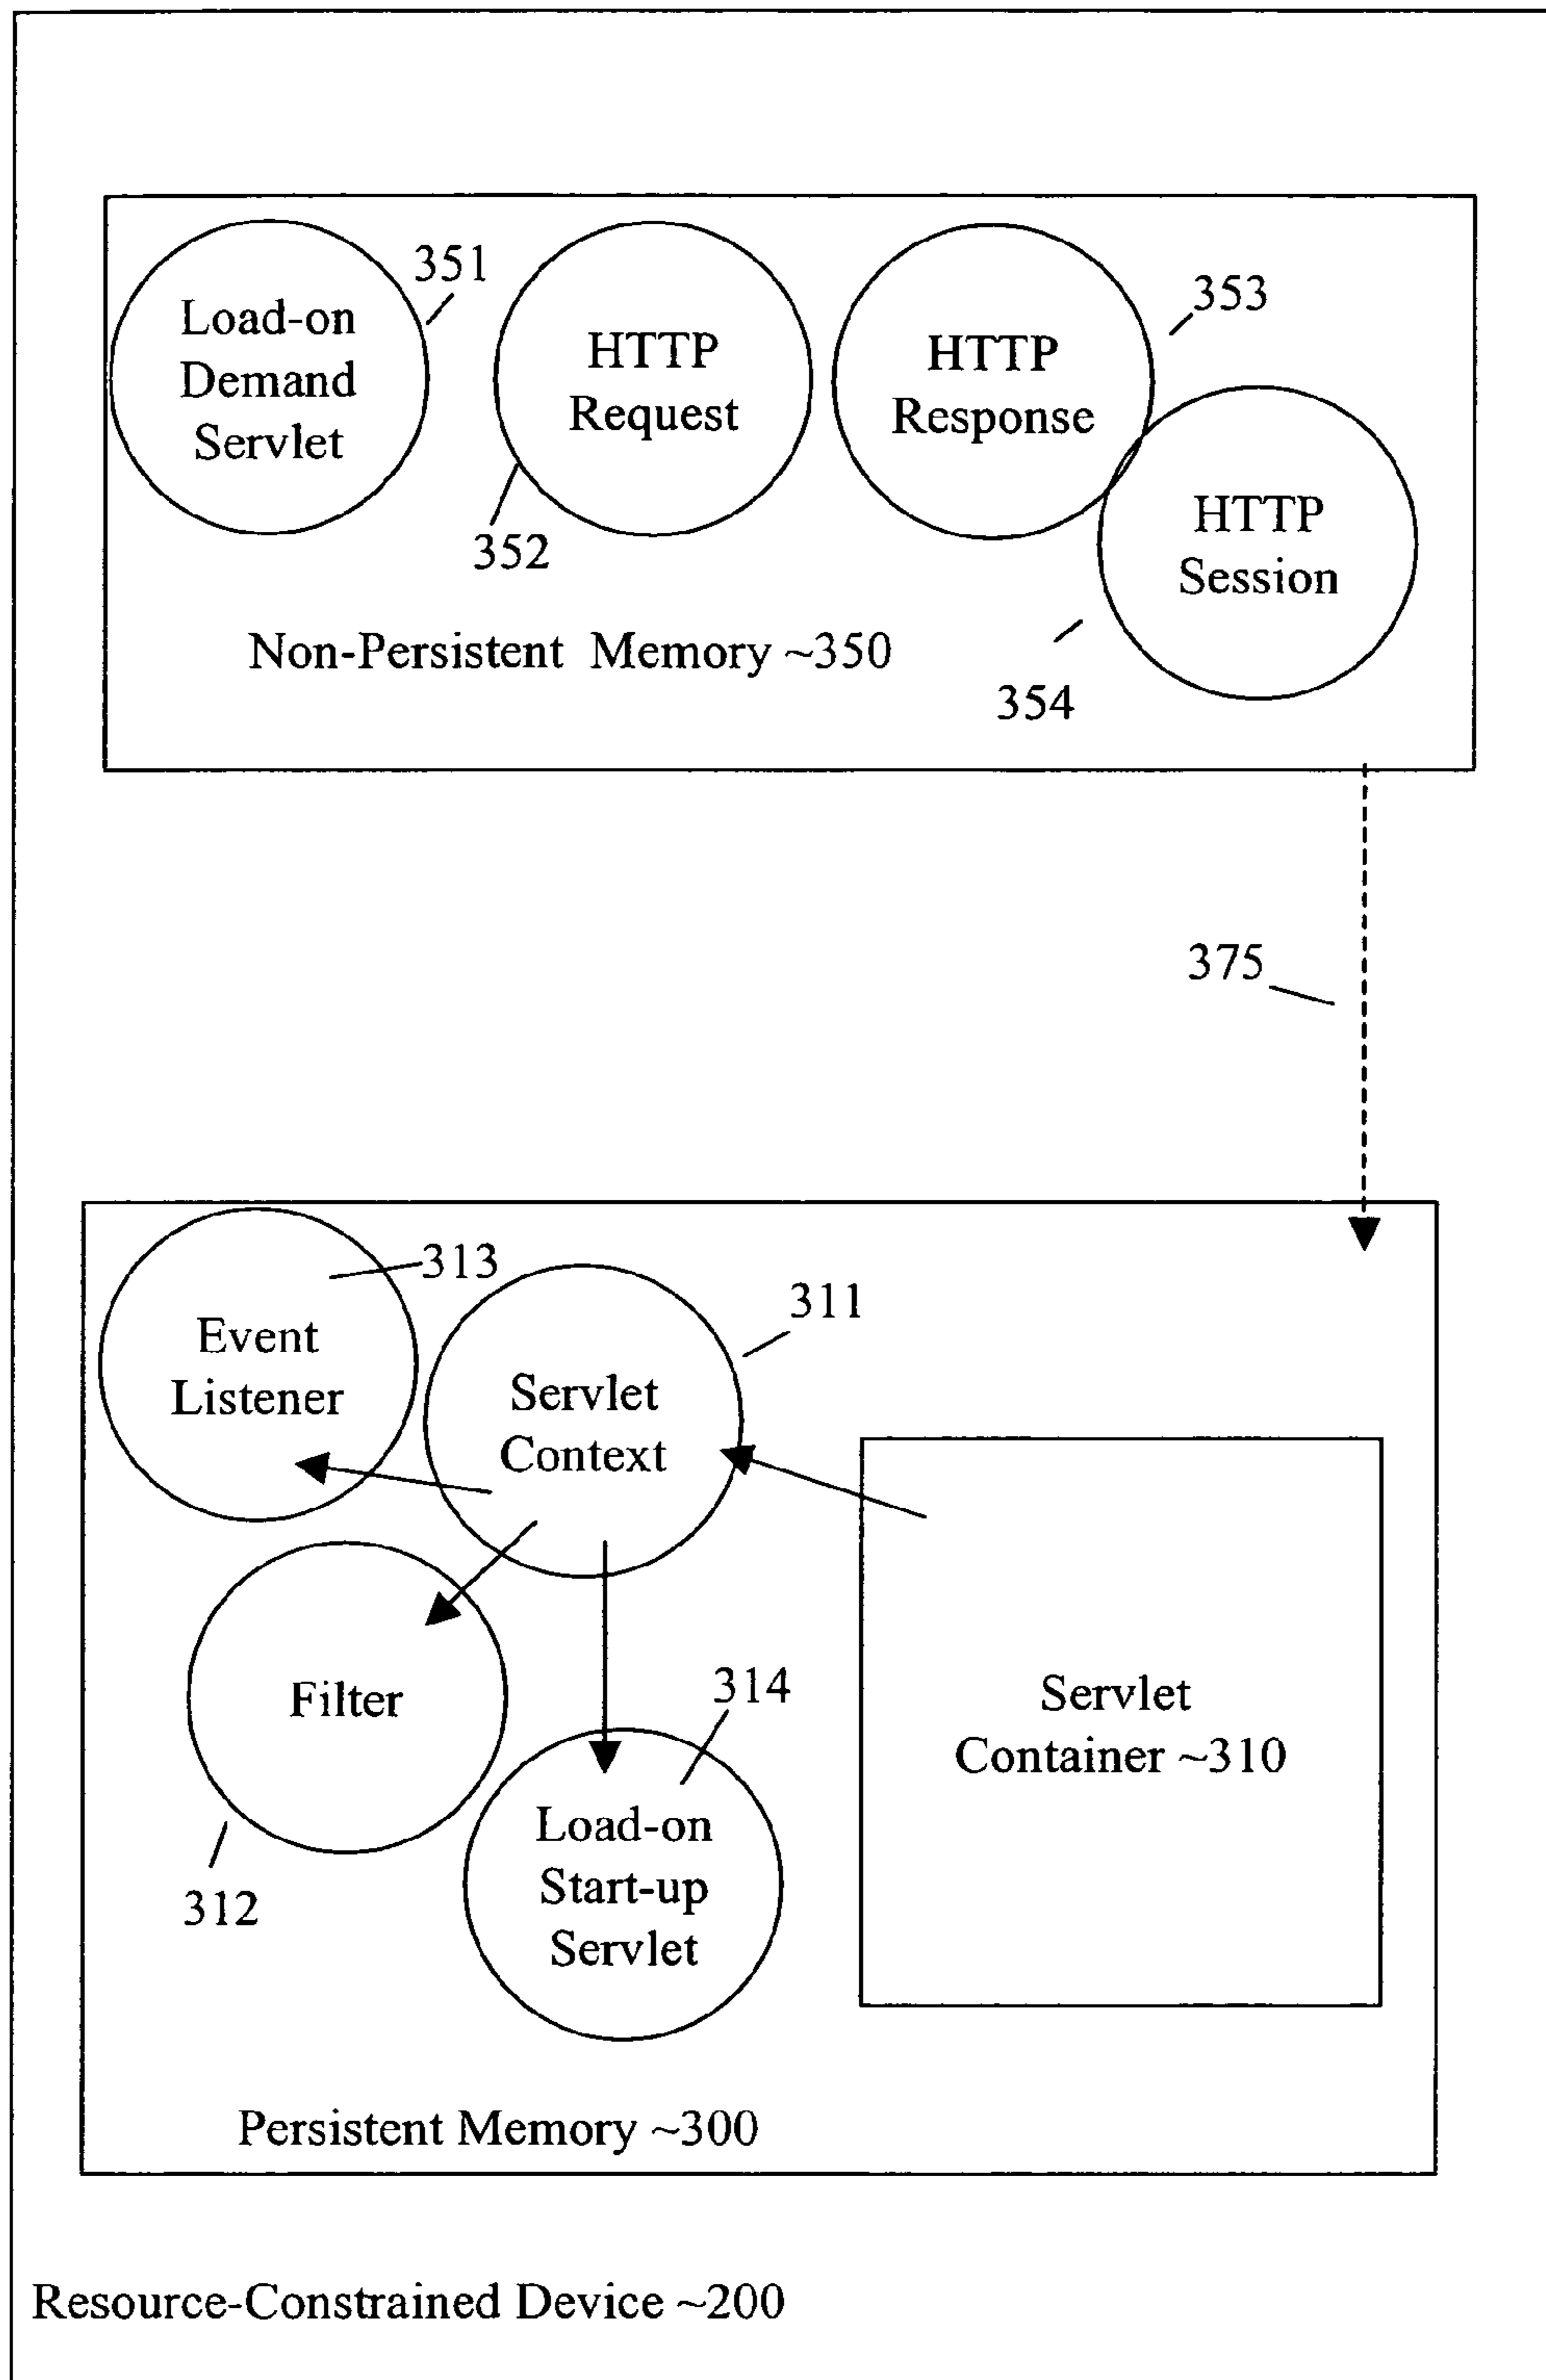 351
Load-on
Demand
Servlet
HTTP
Request
352
353
HTTP
Response
HTTP
Session
354
Non-Persistent Memory ~350
375
313
Event
Listener
311
Servlet
Context
Filter
312
314
Load-on
Start-up
Servlet
Servlet
Container ~310
Persistent Memory ~300
Resource-Constrained Device ~200